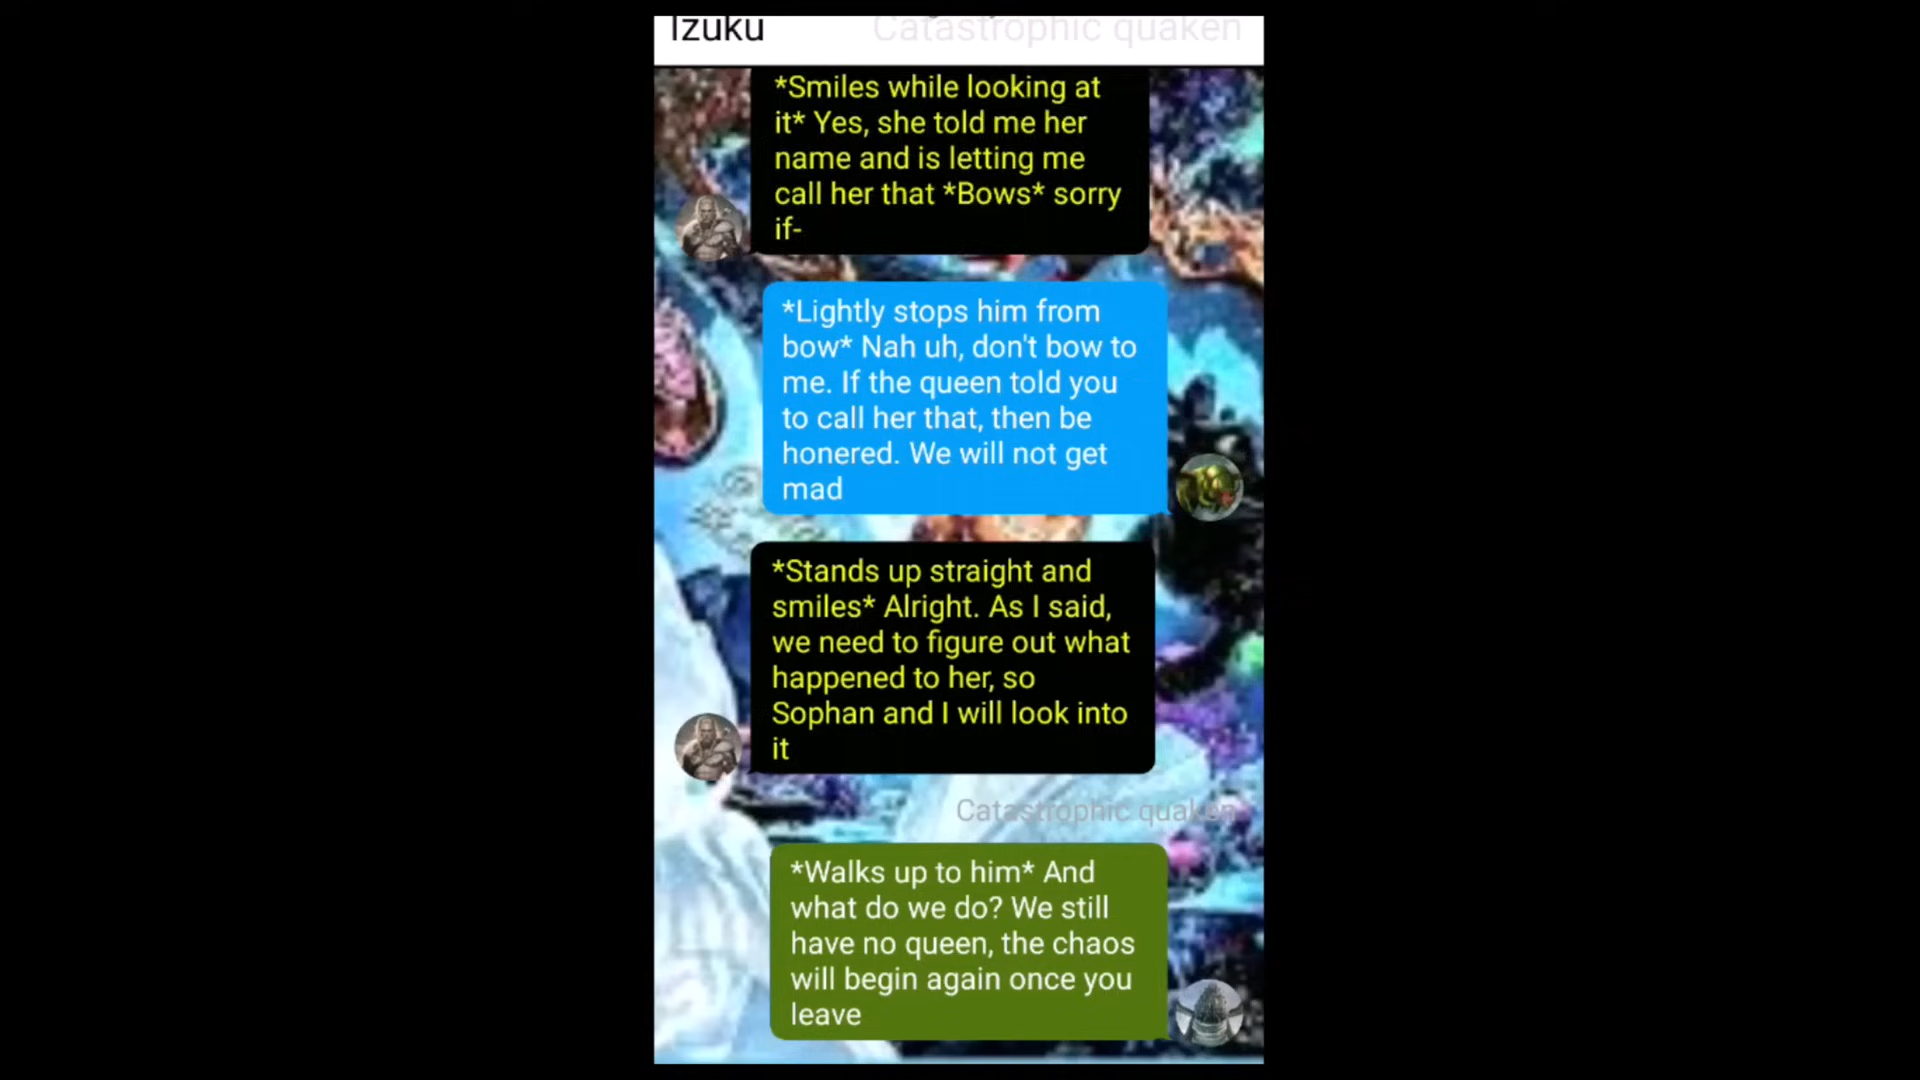 Izuku
Catastrophic quaken
*Smiles while looking at
it* Yes, she told me her
name and is letting me
call her that *Bows* sorry
if-
*Lightly stops him from
bow* Nah uh, don't bow to
me. If the queen told you
to call her that, then be
honered. We will not get
mad
*Stands up straight and
smiles* Alright. As I said,
we need to figure out what
happened to her, so
Sophan and I will look into
it
Catastrophic quaken
*Walks up to him* And
what do we do? We still
have no queen, the chaos
will begin again once you
leave